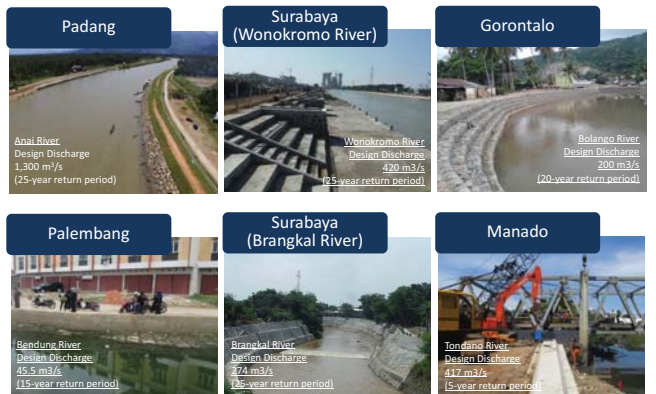 Padang
Anai River
Design Discharge
1,300 m³/s
(25-year return period)
Surabaya
(Wonokromo River)
Wonokromo River
Design Discharge
420 m3/s
(25-year return period)
Gorontalo
Bolango River
Design Discharge
200 m3/s
(20-year return period)
Palembang
Bendung River
Design Discharge
45.5 m3/s
(15-year return period)
Surabaya
(Brangkal River)
Brangkal River
Design Discharge
274 m3/s
(25-year return period)
Manado
Tondano River
Design Discharge
417 m3/s
(5-year return period)